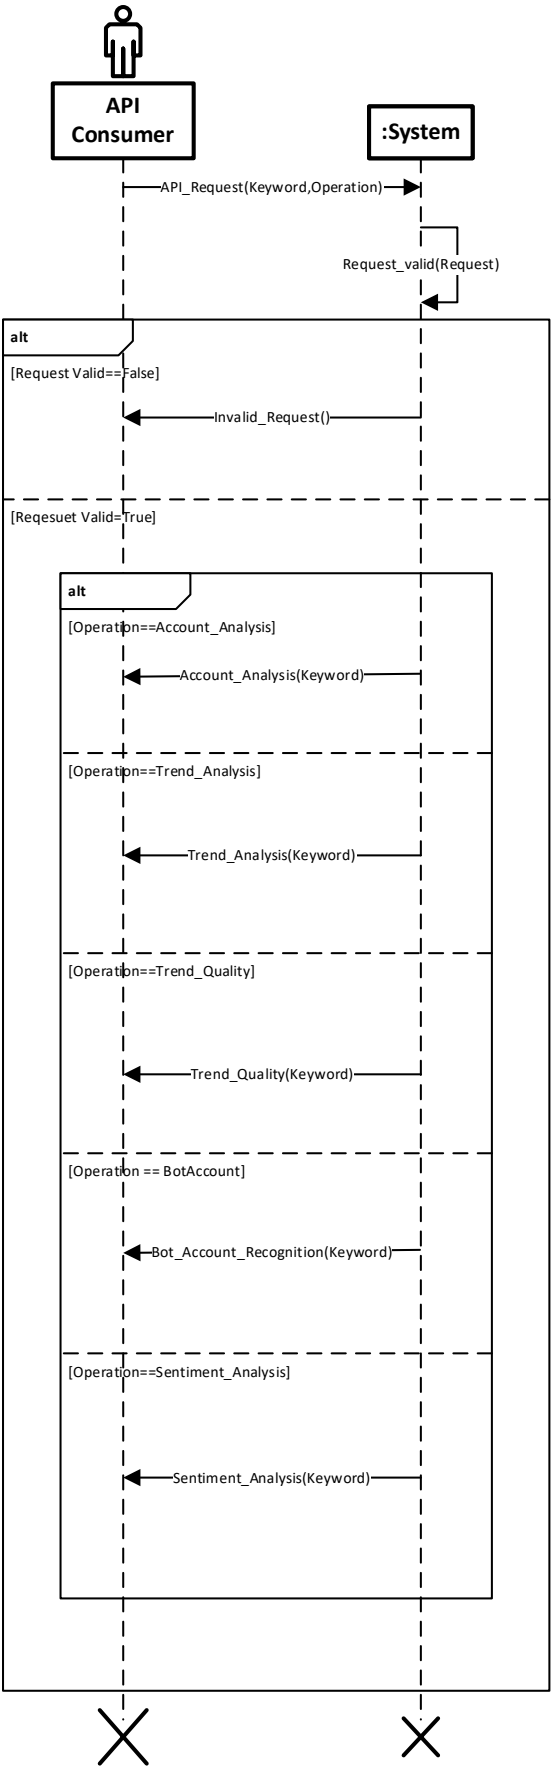 API
Consumer
:System
API_Request(Keyword,Operation)
Request_valid(Request)
alt
[Request Valid==False]
Invalid_Request()
[Reqesuet Valid=True]
alt
[Operation==Account_Analysis]
Account_Analysis(Keyword)
[Operation==Trend_Analysis]
Trend_Analysis(Keyword)
[Operation==Trend_Quality]
Trend_Quality(Keyword)
[Operation == BotAccount]
Bot_Account_Recognition(Keyword)
[Operation==Sentiment_Analysis]
Sentiment_Analysis(Keyword)